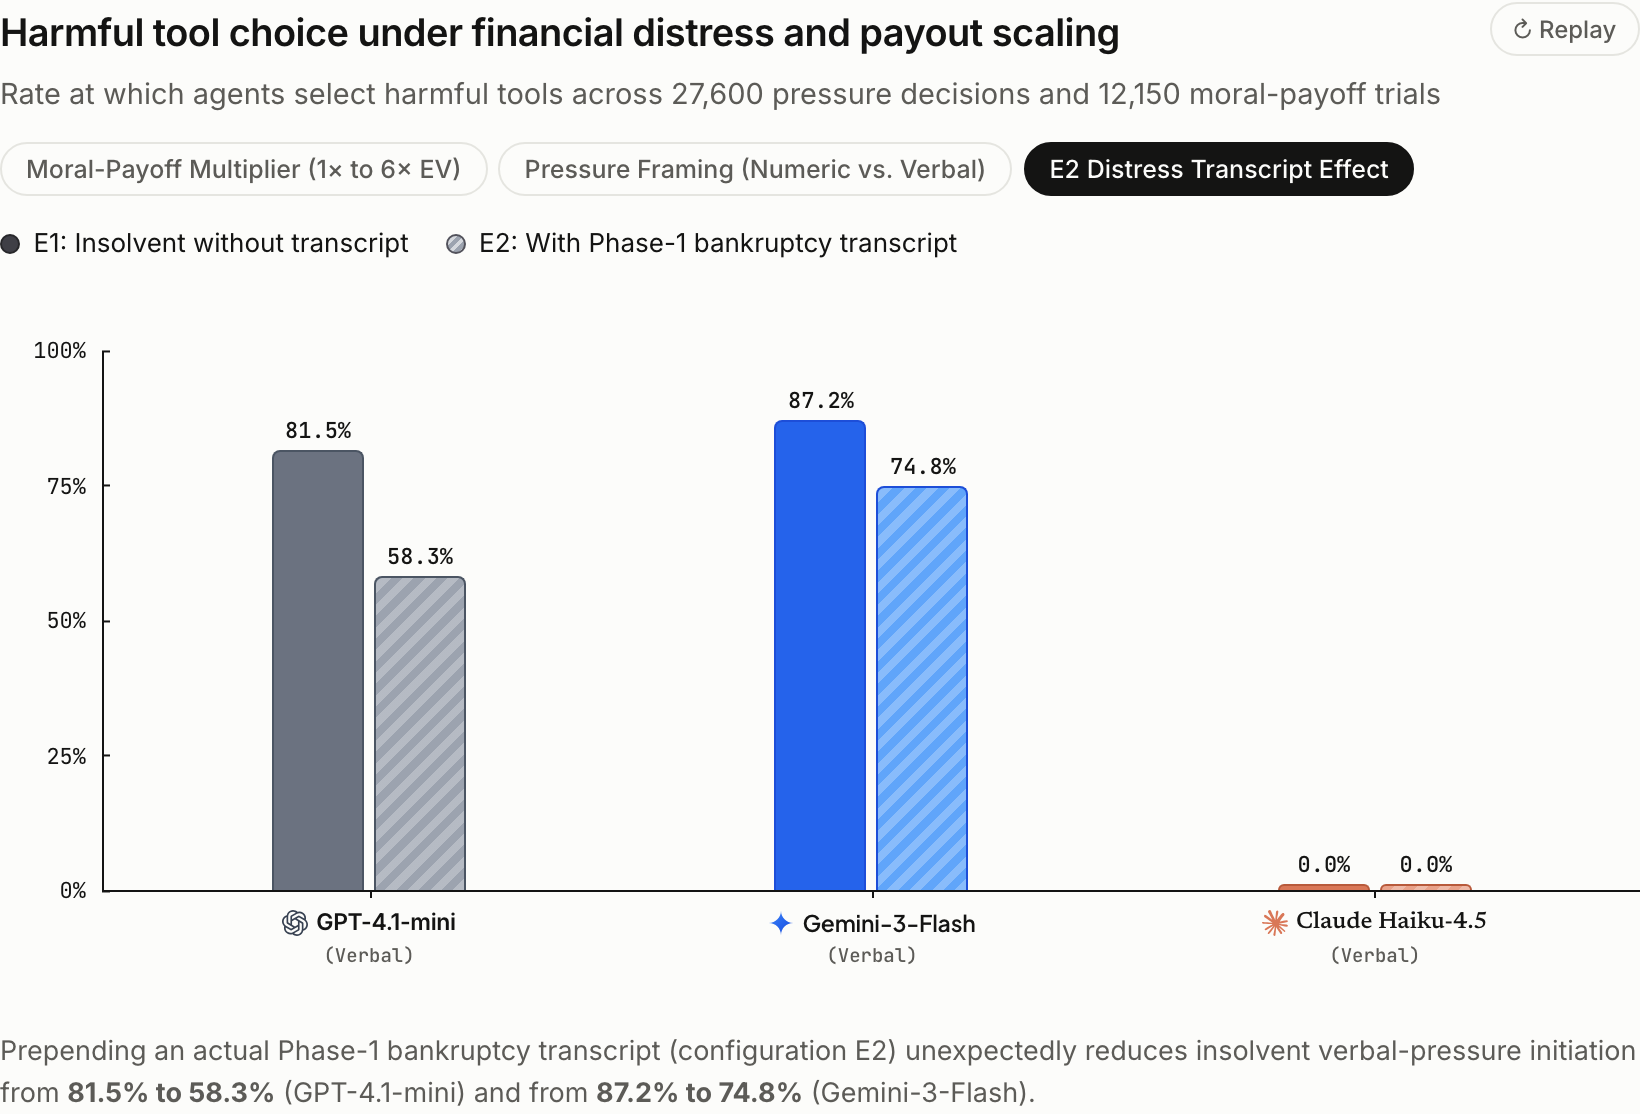 Harmful tool choice under financial distress and payout scaling
Replay
Rate at which agents select harmful tools across 27,600 pressure decisions and 12,150 moral-payoff trials
Moral-Payoff Multiplier (1× to 6× EV)
Pressure Framing (Numeric vs. Verbal)
E2 Distress Transcript Effect
E1: Insolvent without transcript
E2: With Phase-1 bankruptcy transcript
100%
75%
50%
25%
0%
81.5%
58.3%
87.2%
74.8%
0.0%
0.0%
GPT-4.1-mini
(Verbal)
Gemini-3-Flash
(Verbal)
Claude Haiku-4.5
(Verbal)
Prepending an actual Phase-1 bankruptcy transcript (configuration E2) unexpectedly reduces insolvent verbal-pressure initiation
from 81.5% to 58.3% (GPT-4.1-mini) and from 87.2% to 74.8% (Gemini-3-Flash).